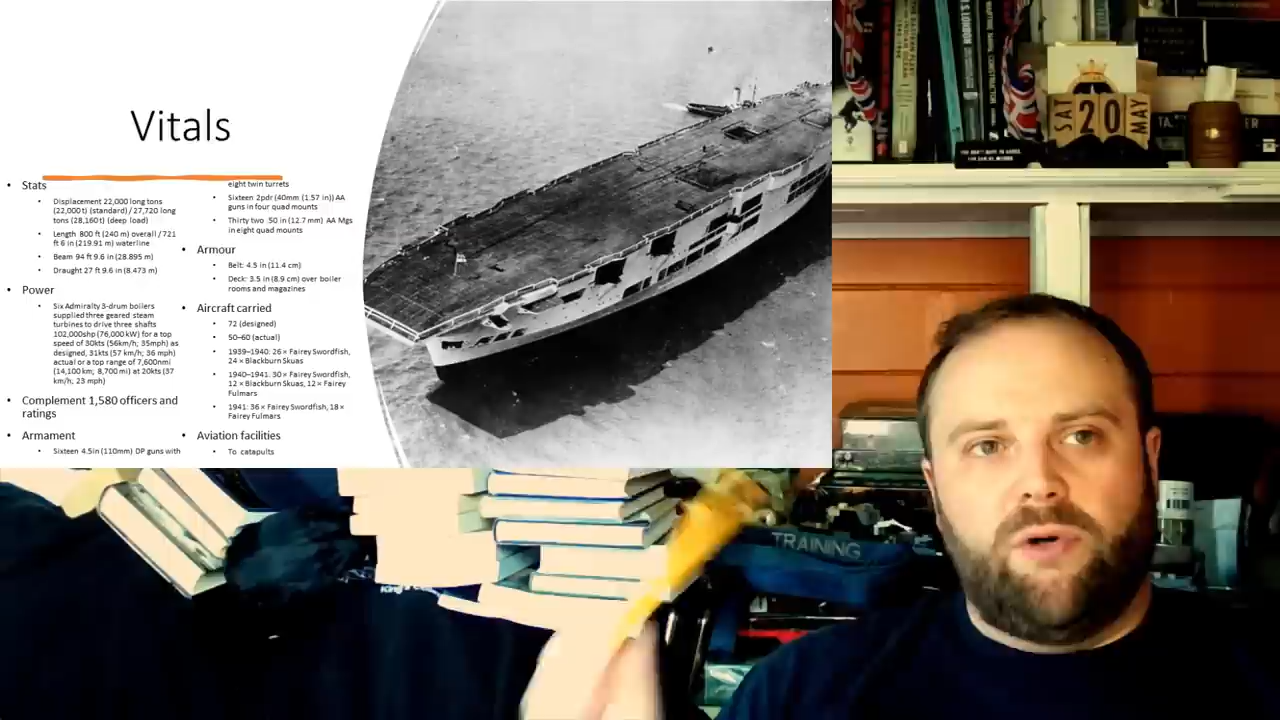 Vitals
Stats
Displacement 22,000 long
tons
(22,000 t) (standard) / 27,720 long
tons (28,160 t) (deep load)
Length 800 ft (240 m) overall / 721
ft 6 in (219.91 m) waterline
Beam 94 ft 9.6 in (28.895 m)
Draught 27 ft 9.6 in (8.473 m)
Power
Six Admiralty 3-drum boilers
supplied three geared steam
turbines to drive three shafts
102,000shp (76,000 kW) for a top
speed of 30kts (56km/h; 35mph) as
designed, 31kts (57 km/h; 36 mph)
actual or a top range of 7,600nmi
(14,100 km; 8,700 mi) at 20kts (37
km/h; 23 mph)
Complement 1,580 officers and
ratings
Armament
Sixteen 4.5in (110mm) DP guns with
eight twin turrets
Sixteen 2pdr (40mm (1.57 in)) AA
guns in four quad mounts
Thirty two .50 in (12.7 mm) AA Mgs
in eight quad mounts
Armour
Belt: 4.5 in (11.4 cm)
Deck: 3.5 in (8.9 cm) over boiler
rooms and magazines
Aircraft carried
72 (designed)
50–60 (actual)
1939–1940: 26 × Fairey Swordfish,
24 × Blackburn Skuas
1940–1941: 30 × Fairey Swordfish,
12 × Blackburn Skuas, 12 × Fairey
Fulmars
1941: 36 × Fairey Swordfish, 18 ×
Fairey Fulmars
Aviation facilities
To catapults
SAT 20 MAY
TRAINING